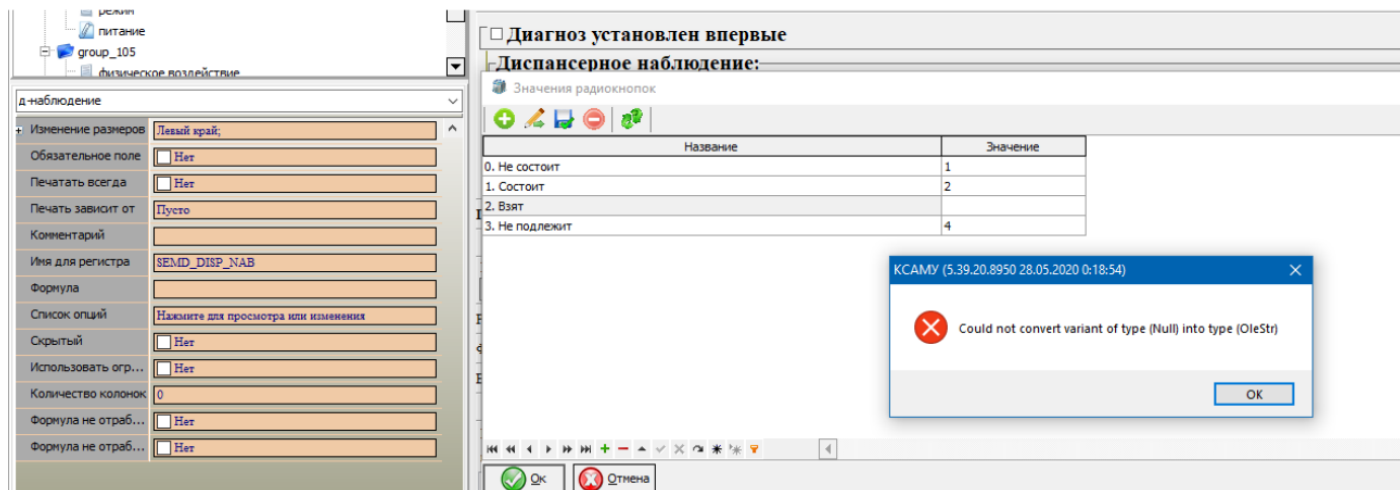 режим
питание
group_105
физическое воздействие
д-наблюдение
Изменение размеров Левый край;
Обязательное поле Нет
Печатать всегда Нет
Печать зависит от Пусто
Комментарий
Имя для регистра SEMD_DISP_NAB
Формула
Список опций Нажмите для просмотра или изменения
Скрытый Нет
Использовать огр...  Нет
Количество колонок 0
Формула не отраб... Нет
Формула не отраб... Нет
Диагноз установлен впервые
Диспансерное наблюдение:
Значения радиокнопок
Название Значение
0. Не состоит 1
1. Состоит 2
2. Взят
3. Не подлежит 4
КСАМУ (5.39.20.8950 28.05.2020 0:18:54)
Could not convert variant of type (Null) into type (OleStr)
OK
Ок Отмена